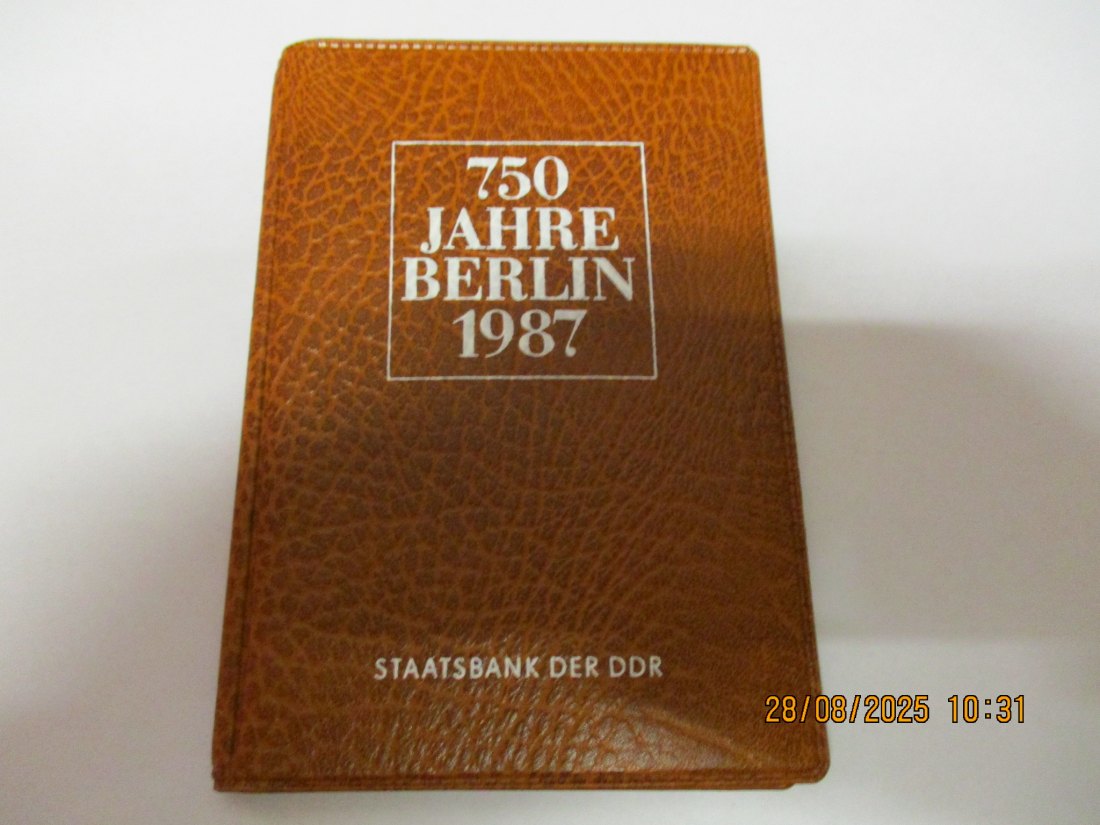 750
JAHRE
BERLIN
1987
STAATSBANK DER DDR
28/08/2025 10:31